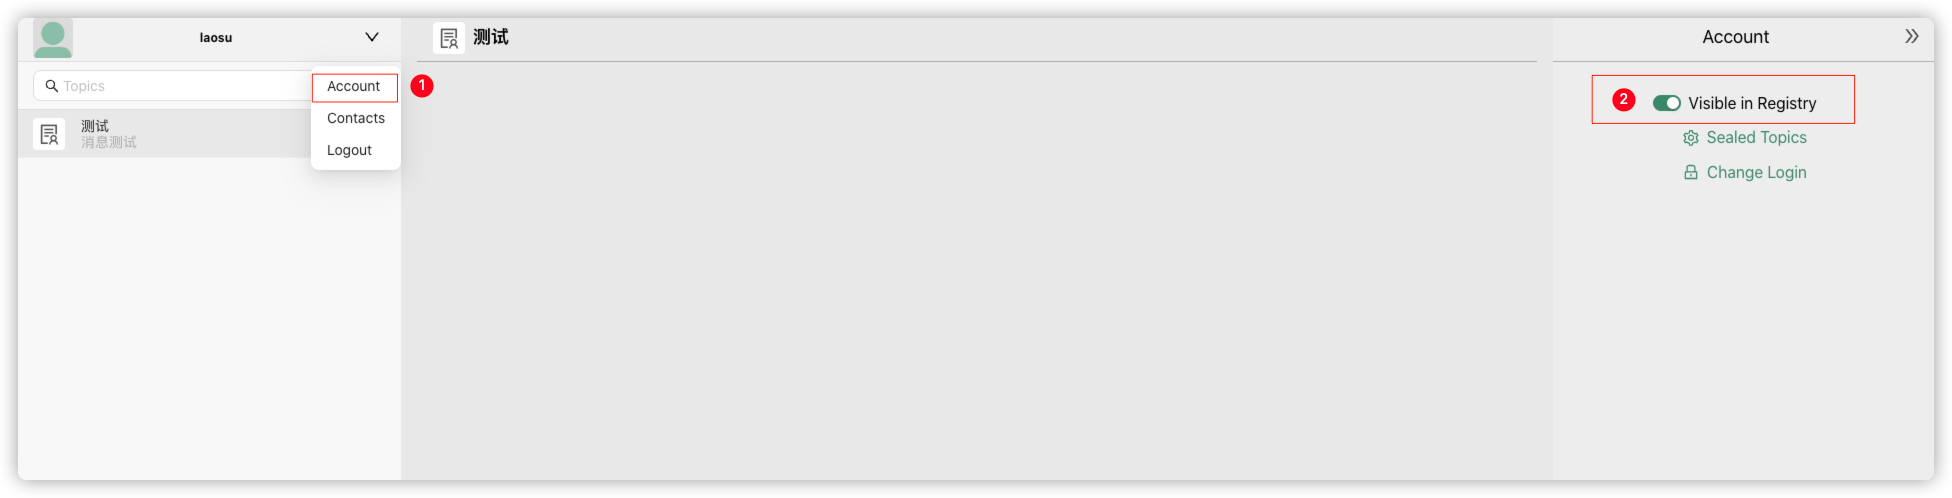 laosu
Topics
测试
消息测试
Account
Contacts
Logout
1
测试
Account
2
Visible in Registry
Sealed Topics
Change Login